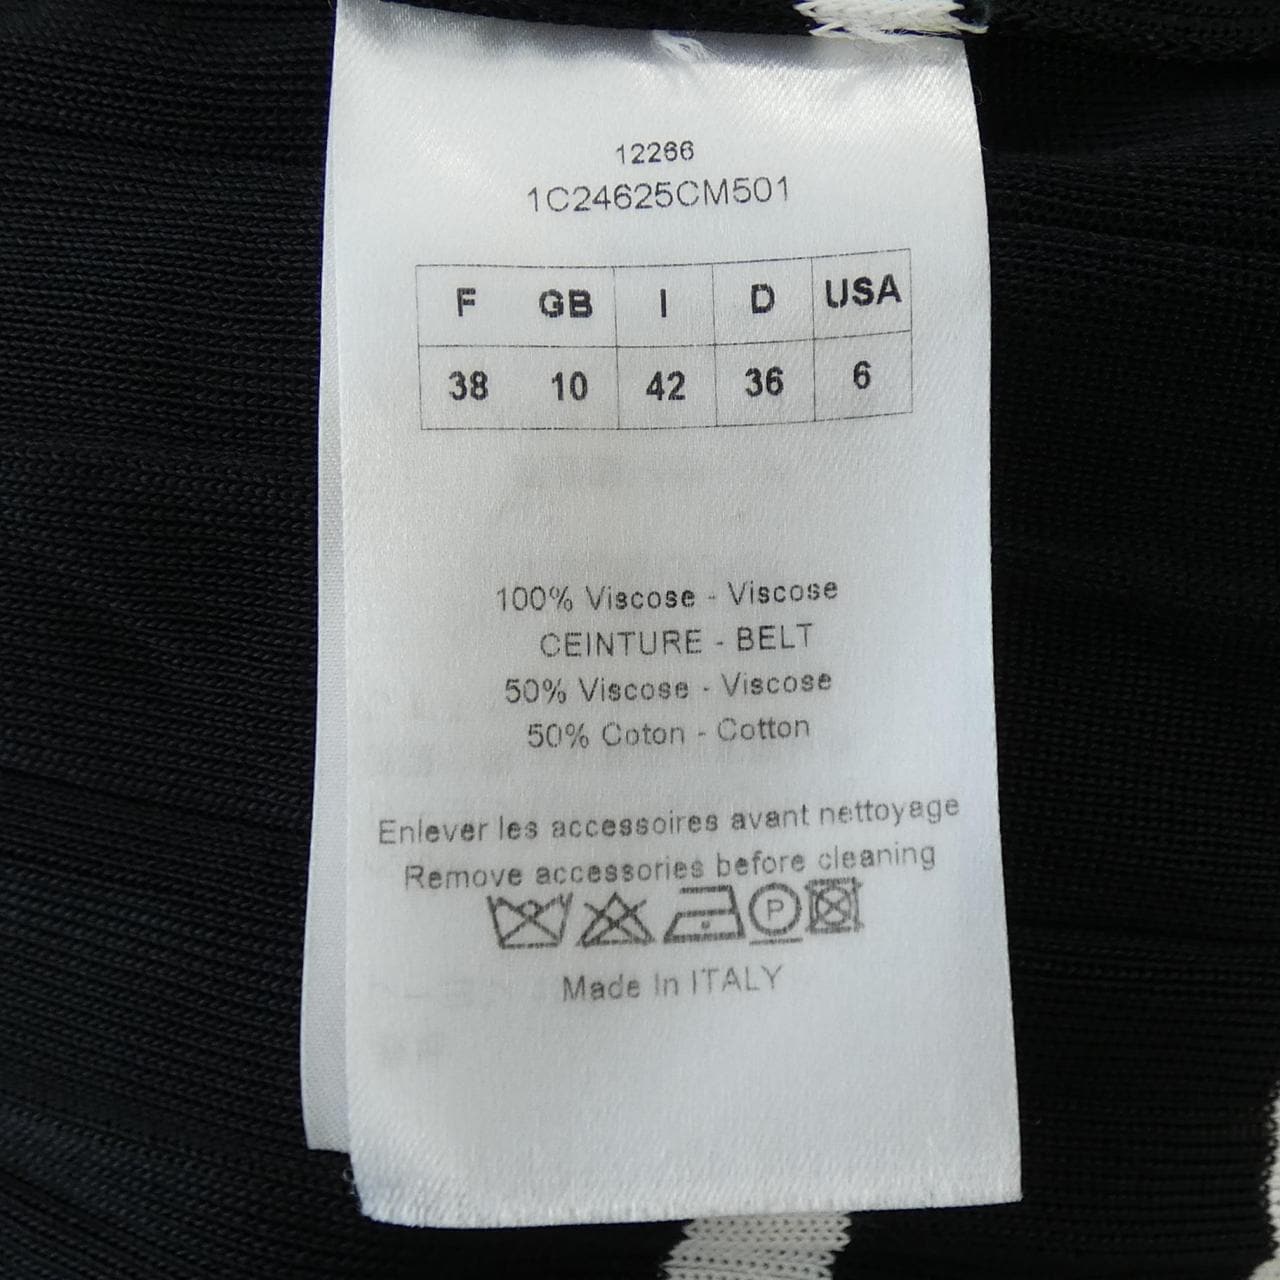 12266
1C24625CM501
F GB I D USA
38 10 42 36 6
100% Viscose - Viscose
CEINTURE - BELT
50% Viscose - Viscose
50% Coton - Cotton
Enlever les accessoires avant nettoyage
Remove accessories before cleaning
P
Made In ITALY